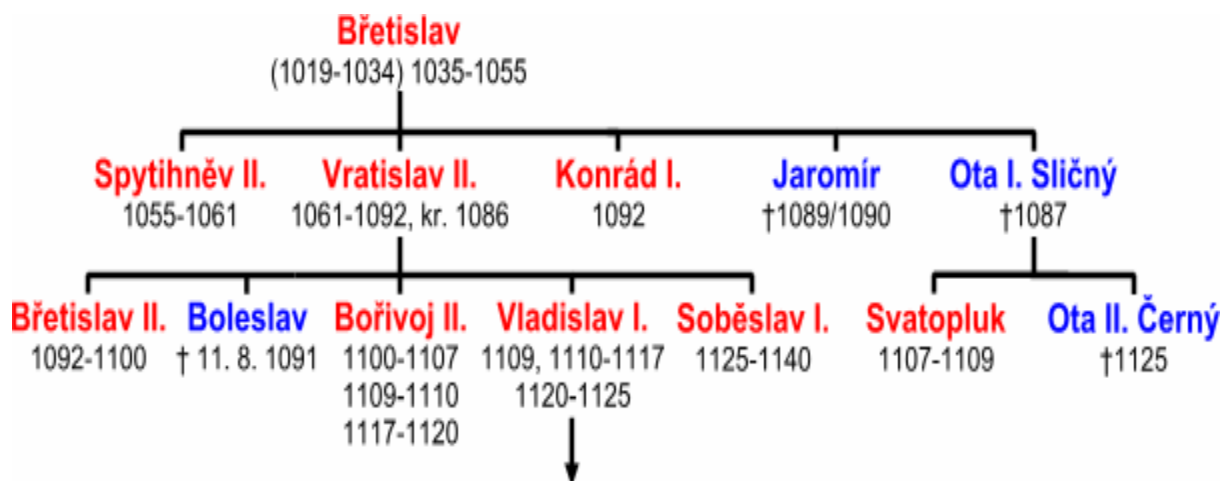 Břetislav
(1019-1034) 1035-1055
Spytihněv II. Vratislav II. Konrád I. Jaromír Ota I. Sličný
1055-1061 1061-1092, kr. 1086 1092 †1089/1090 †1087
Břetislav II. Boleslav Bořivoj II. Vladislav I. Soběslav I. Svatopluk Ota II. Černý
1092-1100 † 11. 8. 1091 1100-1107 1109, 1110-1117 1125-1140 1107-1109 †1125
1109-1110 1120-1125
1117-1120